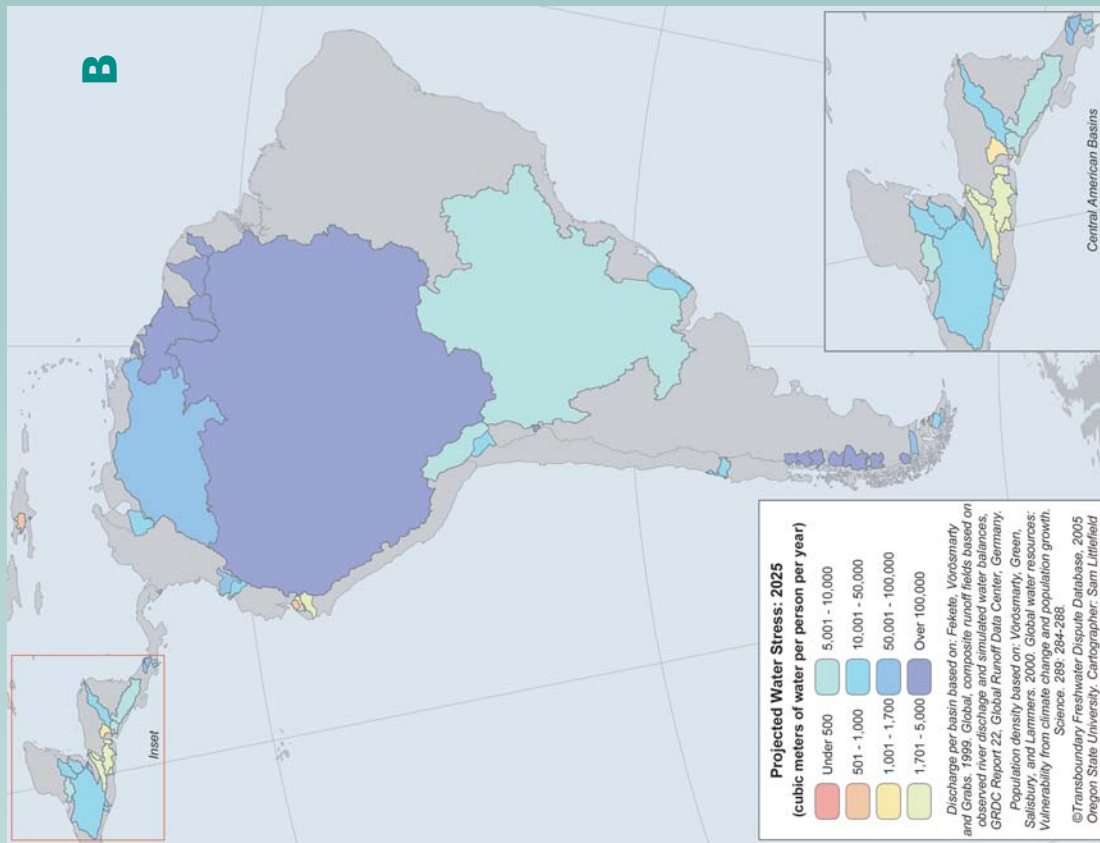 B
Inset
Projected Water Stress: 2025
(cubic meters of water per person per year)
Under 500
501 - 1,000
1,001 - 1,700
1,701 - 5,000
5,001 - 10,000
10,001 - 50,000
50,001 - 100,000
Over 100,000
Discharge per basin based on: Fekete, Vörösmarty
and Grabs. 1999. Global, composite runoff fields based on
observed river discharge and simulated water balances,
GRDC Report 22, Global Runoff Data Center, Germany.
Population density based on: Vörösmarty, Green,
Salisbury, and Lammers. 2000. Global water resources:
Vulnerability from climate change and population growth.
Science. 289: 284-288.
©Transboundary Freshwater Dispute Database, 2005
Oregon State University. Cartographer: Sam Littlefield
Central American Basins